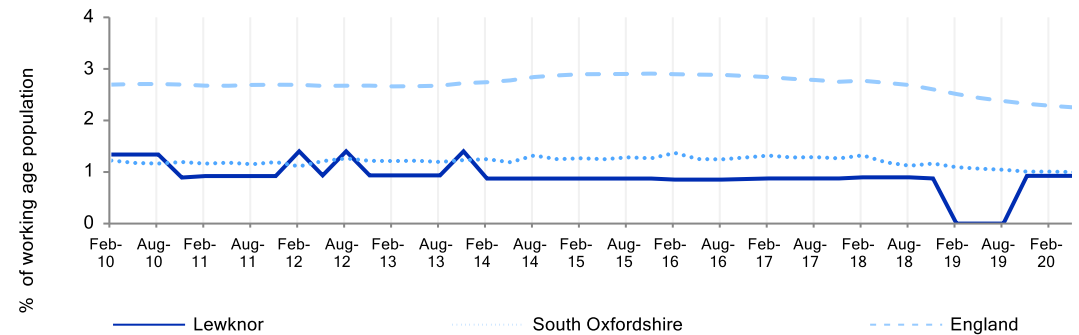 4
3
2
1
0
% of working age population
Feb- Aug- Feb- Aug- Feb- Aug- Feb- Aug- Feb- Aug- Feb- Aug- Feb- Aug- Feb- Aug- Feb- Aug- Feb- Aug- Feb-
10 10 11 11 12 12 13 13 14 14 15 15 16 16 17 17 18 18 19 19 20
Lewknor South Oxfordshire England